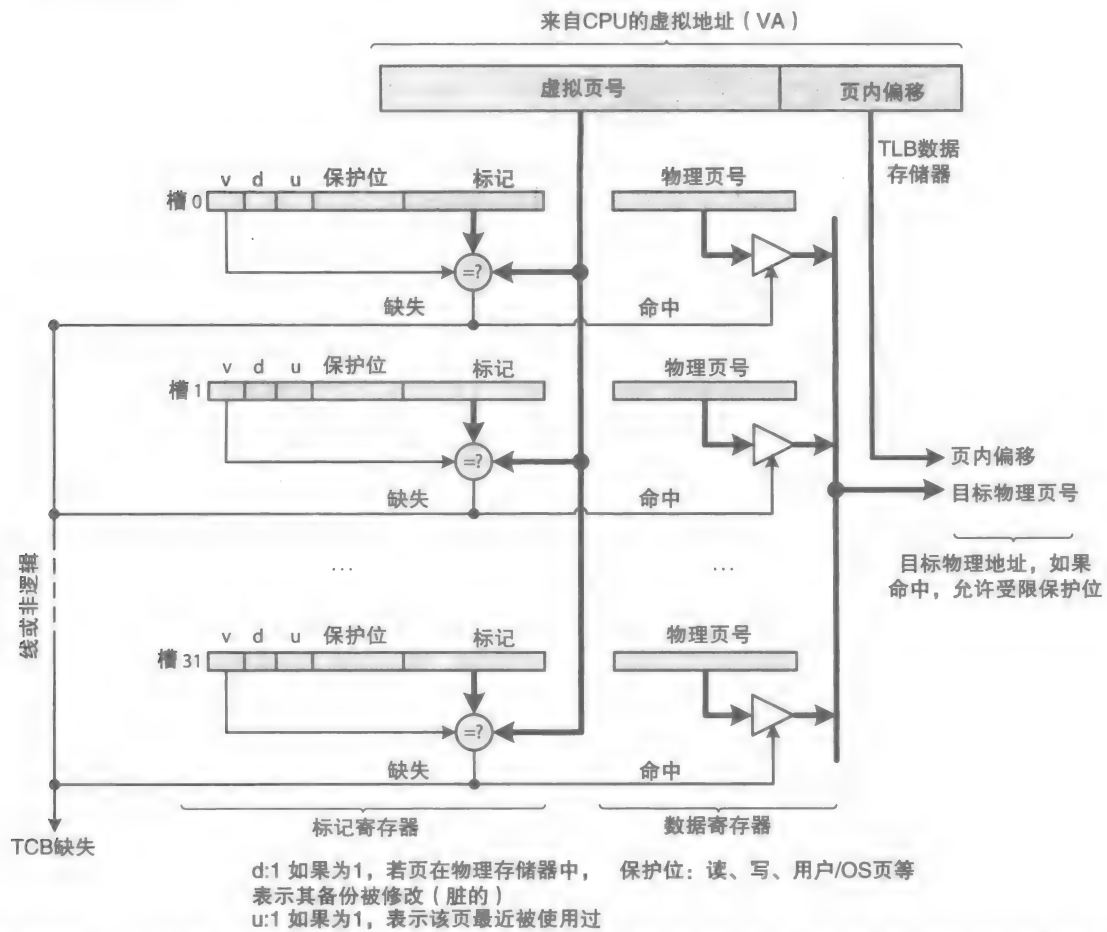 来自CPU的虚拟地址（VA）
虚拟页号
页内偏移
TLB数据
存储器
v d u 保护位 标记
物理页号
槽 0
=?
缺失
命中
v d u 保护位 标记
物理页号
槽 1
=?
缺失
命中
页内偏移
目标物理页号
目标物理地址，如果
命中，允许受限保护位
线或非逻辑
...
...
v d u 保护位 标记
物理页号
槽 31
=?
缺失
命中
TCB缺失
标记寄存器
数据寄存器
d:1 如果为1，若页在物理存储器中，
表示其备份被修改（脏的）
u:1 如果为1，表示该页最近被使用过
保护位：读、写、用户/OS页等